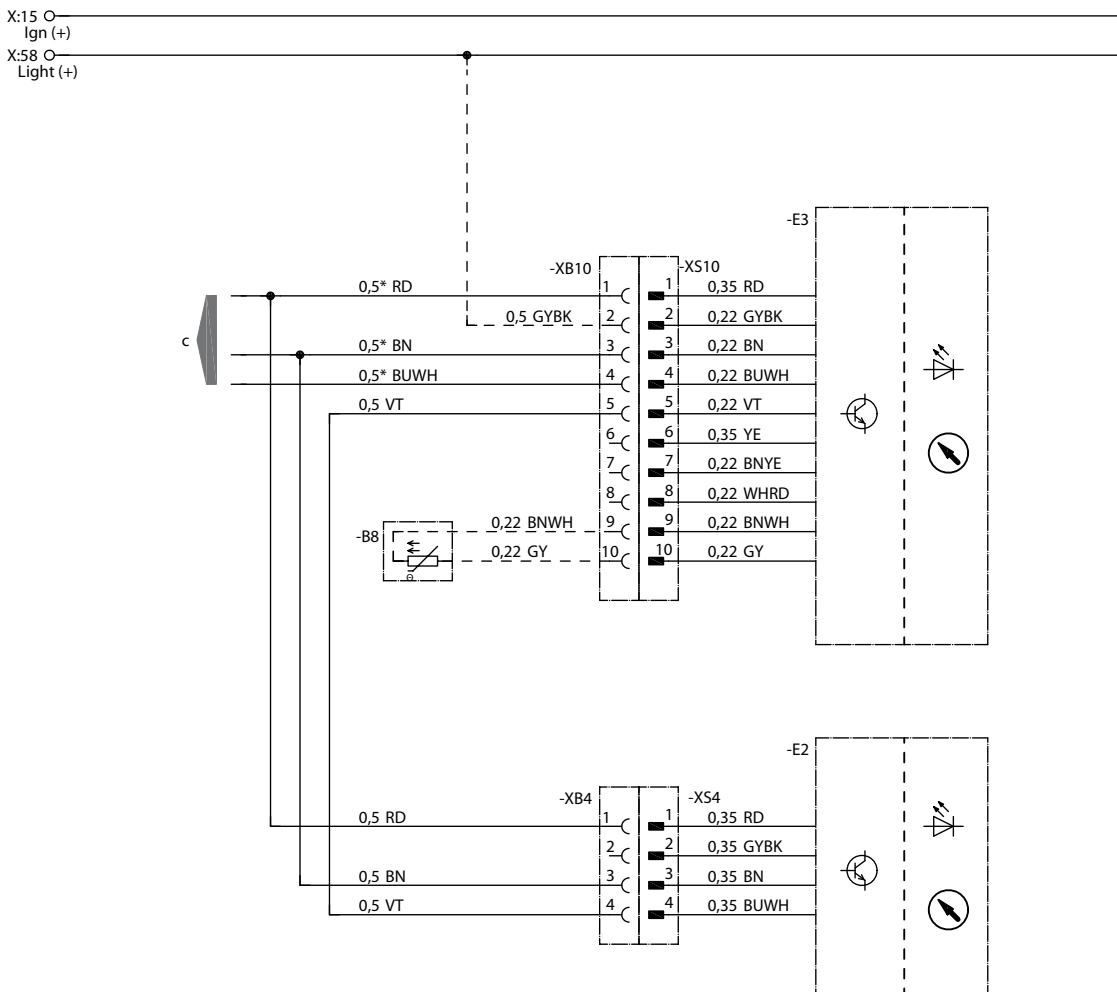 X:15
Ign (+)
X:58
Light (+)
-E3
-XB10
-XS10
0,5* RD
1
1
0,35 RD
0,5 GYBK
2
2
0,22 GYBK
c
0,5* BN
3
3
0,22 BN
0,5* BUWH
4
4
0,22 BUWH
0,5 VT
5
5
0,22 VT
6
6
0,35 YE
7
7
0,22 BNYE
8
8
0,22 WHRD
-B8
0,22 BNWH
9
9
0,22 BNWH
0,22 GY
10
10
0,22 GY
Θ
-E2
-XB4
-XS4
0,5 RD
1
1
0,35 RD
2
2
0,35 GYBK
0,5 BN
3
3
0,35 BN
0,5 VT
4
4
0,35 BUWH